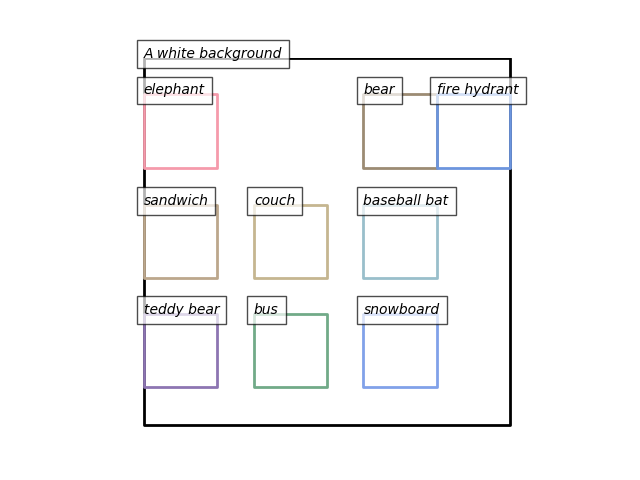 A white background
elephant
bear
fire hydrant
sandwich
couch
baseball bat
teddy bear
bus
snowboard